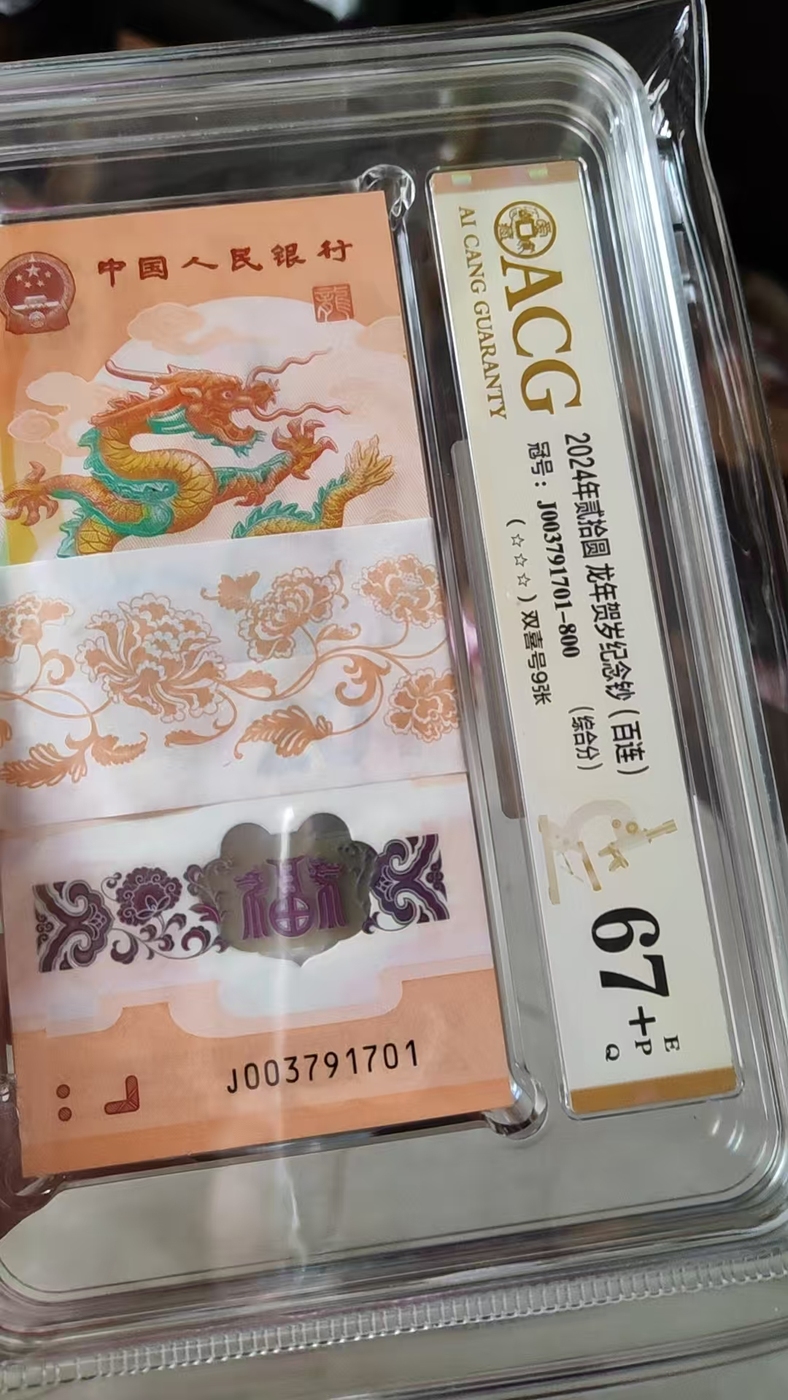 中国人民银行
龍
福
J003791701
ACG
AI CANG GUARANTY
2024年贰拾圆 龙年贺岁纪念钞（百连）
冠号：J003791701-800 （综合分）
（☆☆☆）双喜号9张
67+EPQ